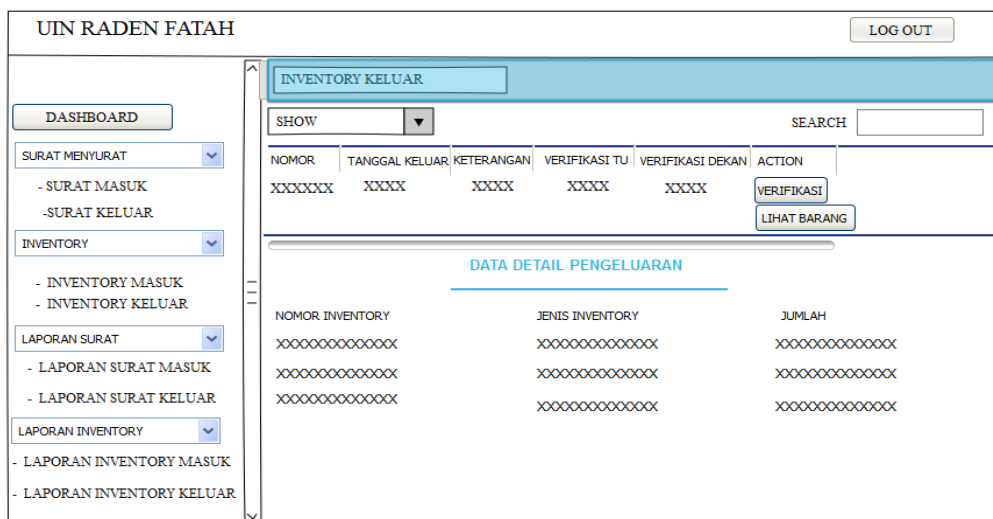 UIN RADEN FATAH
LOG OUT
DASHBOARD
SURAT MENYURAT
- SURAT MASUK
-SURAT KELUAR
INVENTORY
- INVENTORY MASUK
- INVENTORY KELUAR
LAPORAN SURAT
- LAPORAN SURAT MASUK
- LAPORAN SURAT KELUAR
LAPORAN INVENTORY
- LAPORAN INVENTORY MASUK
- LAPORAN INVENTORY KELUAR
INVENTORY KELUAR
SHOW SEARCH
NOMOR TANGGAL KELUAR KETERANGAN VERIFIKASI TU VERIFIKASI DEKAN ACTION
XXXXXX XXXX XXXX XXXX XXXX VERIFIKASI
LIHAT BARANG
DATA DETAIL PENGELUARAN
NOMOR INVENTORY JENIS INVENTORY JUMLAH
XXXXXXXXXXXXX XXXXXXXXXXXXX XXXXXXXXXXXXX
XXXXXXXXXXXXX XXXXXXXXXXXXX XXXXXXXXXXXXX
XXXXXXXXXXXXX XXXXXXXXXXXXX XXXXXXXXXXXXX